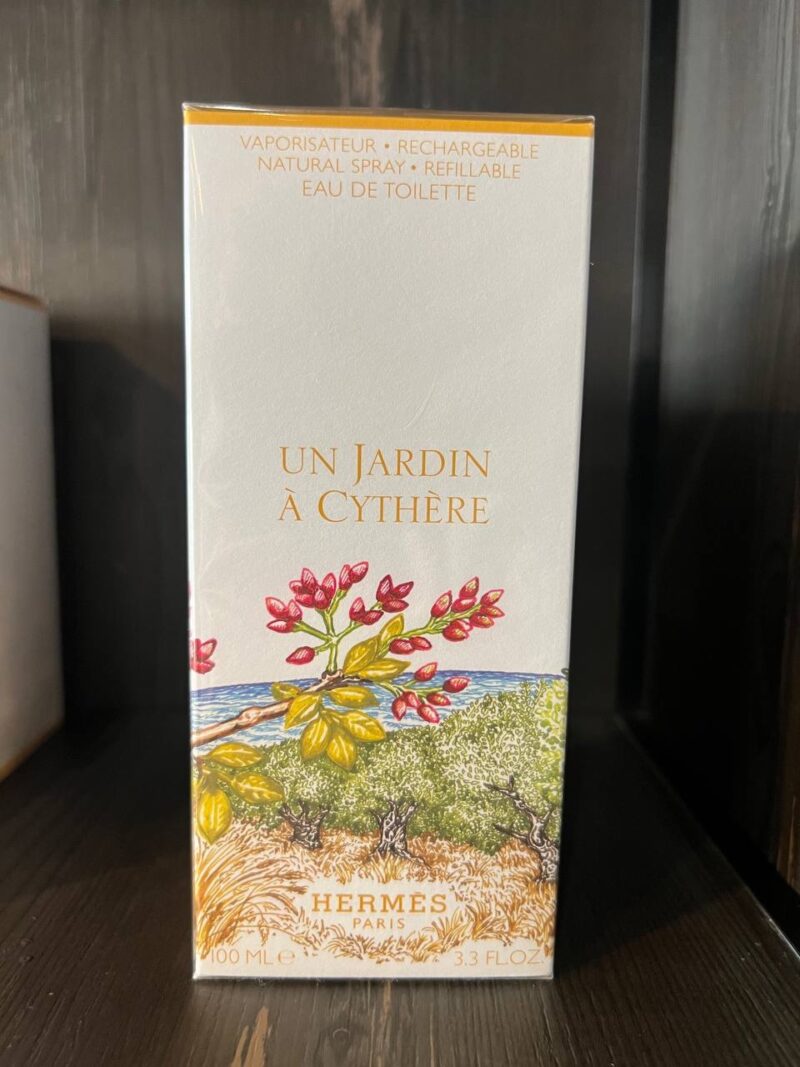 VAPORISATEUR • RECHARGEABLE
NATURAL SPRAY • REFILLABLE
EAU DE TOILETTE
UN JARDIN
À CYTHÈRE
HERMÈS
PARIS
100 ML ℮ 3.3 FL.OZ.